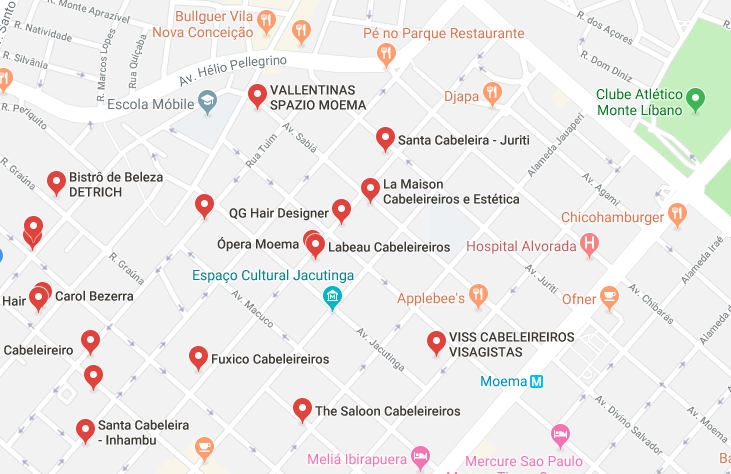 R. Monte Aprazível
Bullguer Vila
Nova Conceição
R. Natividade
R. Silvânia
R. Marcos Lopes
Rua Quiçaba
Santo
R. dos Açores
Pé no Parque Restaurante
Av. Hélio Pellegrino
R. Dom Diniz
VALLENTINAS
SPAZIO MOEMA
Escola Móbile
Djapa
Clube Atlético
Monte Líbano
R. Periquito
Av. Sabiá
Rua Tuim
Santa Cabeleira - Juriti
Alameda Jauaperi
R. Graúna
Bistrô de Beleza
DETRICH
La Maison
Cabeleireiros e Estética
Av. Agami
QG Hair Designer
Chicohamburger
Ópera Moema
Labeau Cabeleireiros
Hospital Alvorada
Alameda Iraé
R. Graúna
Espaço Cultural Jacutinga
Av. Juriti
Hair
Carol Bezerra
Av. Macuco
Applebee's
Ofner
Av. Chibarás
Alameda d
Av. Jacutinga
VISS CABELEIREIROS
VISAGISTAS
Cabeleireiro
Fuxico Cabeleireiros
Moema M
The Saloon Cabeleireiros
Av. Divino Salvador
Av. Moema
Santa Cabeleira
- Inhambu
Meliá Ibirapuera
Mercure Sao Paulo